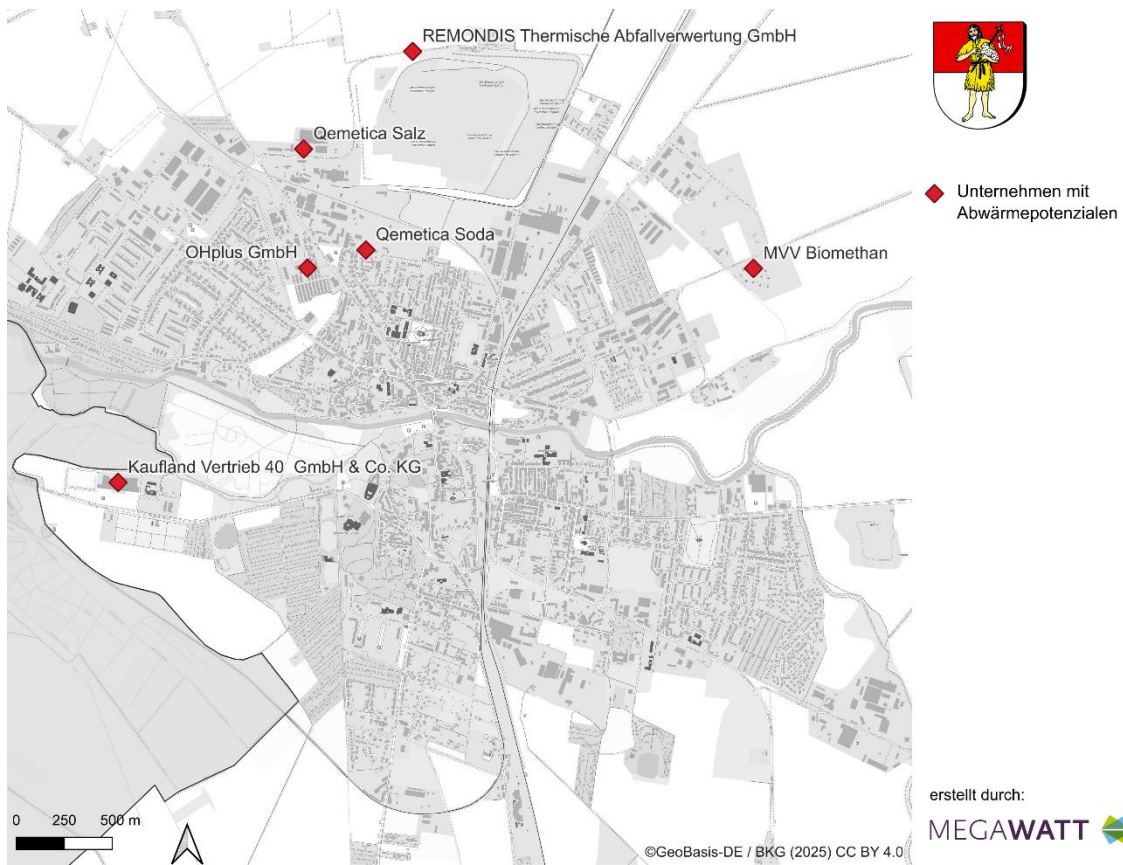 REMONDIS Thermische Abfallverwertung GmbH
Qemetica Salz
Qemetica Soda
OHplus GmbH
MVV Biomethan
Kaufland Vertrieb 40 GmbH & Co. KG
Unternehmen mit
Abwärmepotenzialen
0 250 500 m
©GeoBasis-DE / BKG (2025) CC BY 4.0
erstellt durch:
MEGAWATT